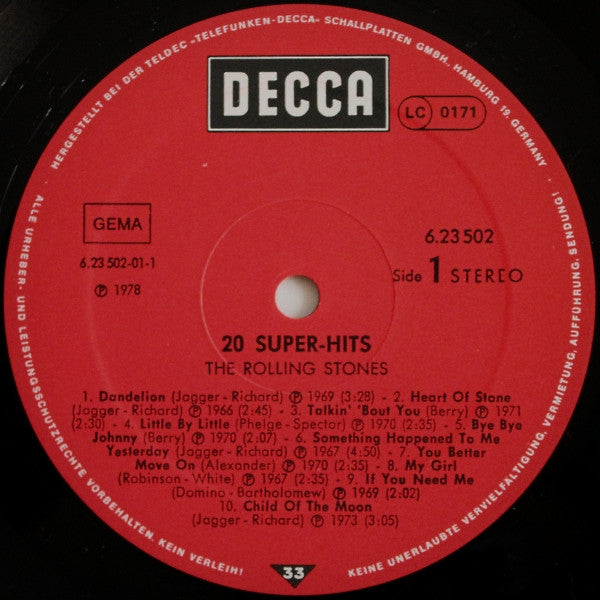 HERGESTELLT BEI DER TELDEC »TELEFUNKEN-DECCA« SCHALLPLATTEN GMBH., HAMBURG 19, GERMANY
DECCA
LC 0171
GEMA
6.23 502-01-1
℗ 1978
6.23 502
Side 1 STEREO
20 SUPER-HITS
THE ROLLING STONES
1. Dandelion (Jagger - Richard) ℗ 1969 (3:28) - 2. Heart Of Stone
(Jagger - Richard) ℗ 1966 (2:45) - 3. Talkin' 'Bout You (Berry) ℗ 1971
(2:30) - 4. Little By Little (Phelge - Spector) ℗ 1970 (2:35) - 5. Bye Bye
Johnny (Berry) ℗ 1970 (2:07) - 6. Something Happened To Me
Yesterday (Jagger - Richard) ℗ 1967 (4:50) - 7. You Better
Move On (Alexander) ℗ 1970 (2:35) - 8. My Girl
(Robinson - White) ℗ 1967 (2:35) - 9. If You Need Me
(Domino - Bartholomew) ℗ 1969 (2:02)
10. Child Of The Moon
(Jagger - Richard) ℗ 1973 (3:05)
33
ALLE URHEBER- UND LEISTUNGSSCHUTZRECHTE VORBEHALTEN. KEIN VERLEIH!
KEINE UNERLAUBTE VERVIELFÄLTIGUNG, VERMIETUNG, AUFFÜHRUNG, SENDUNG!